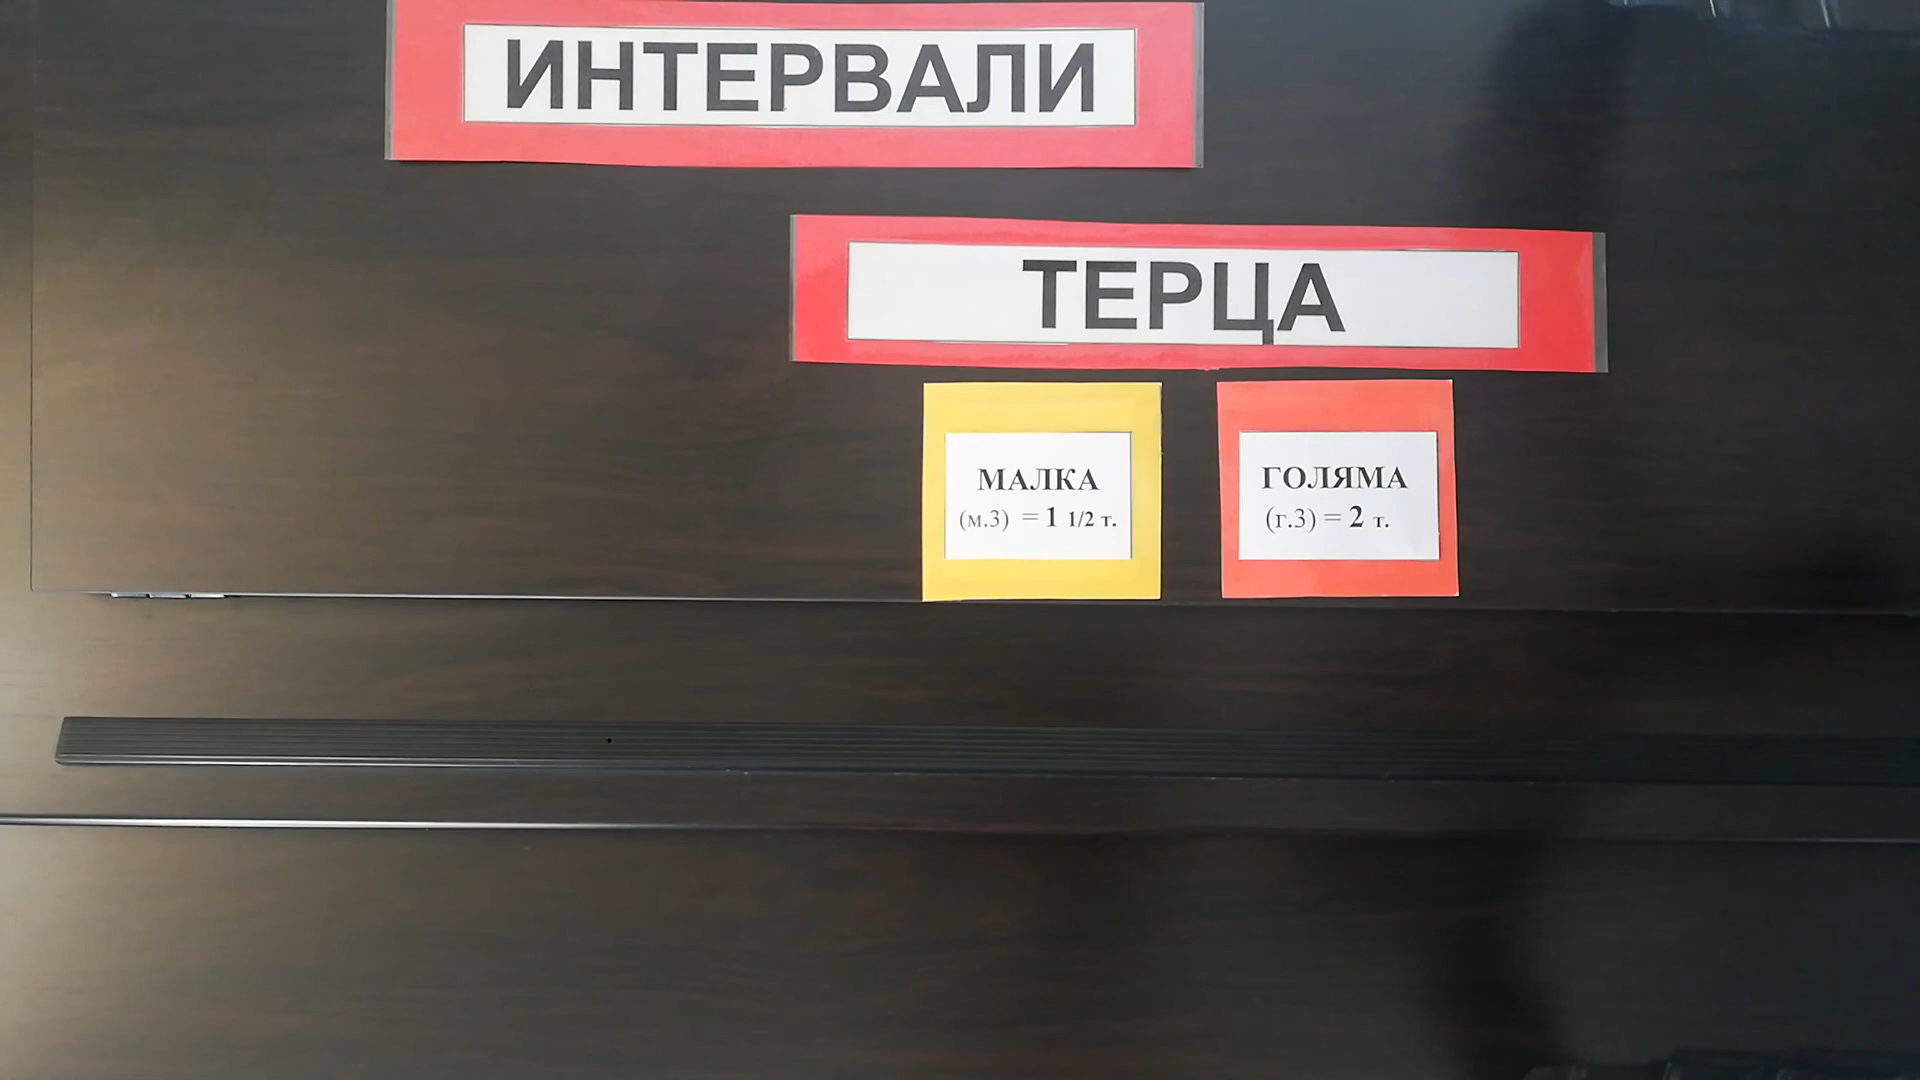 ИНТЕРВАЛИ
ТЕРЦА
МАЛКА
(м.3) = 1 1/2 т.
ГОЛЯМА
(г.3) = 2 т.